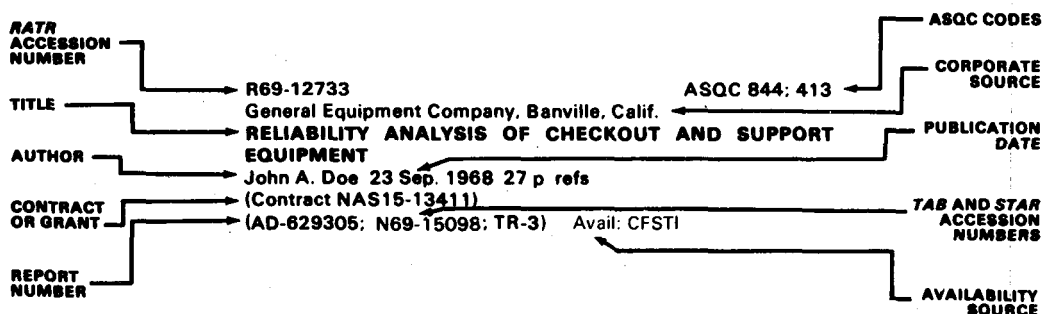 RATR
ACCESSION
NUMBER
TITLE
AUTHOR
CONTRACT
OR GRANT
REPORT
NUMBER
R69-12733 ASQC 844; 413
General Equipment Company, Banville, Calif.
RELIABILITY ANALYSIS OF CHECKOUT AND SUPPORT
EQUIPMENT
John A. Doe 23 Sep. 1968 27 p refs
(Contract NAS15-13411)
(AD-629305; N69-15098; TR-3) Avail: CFSTI
ASQC CODES
CORPORATE
SOURCE
PUBLICATION
DATE
TAB AND STAR
ACCESSION
NUMBERS
AVAILABILITY
SOURCE